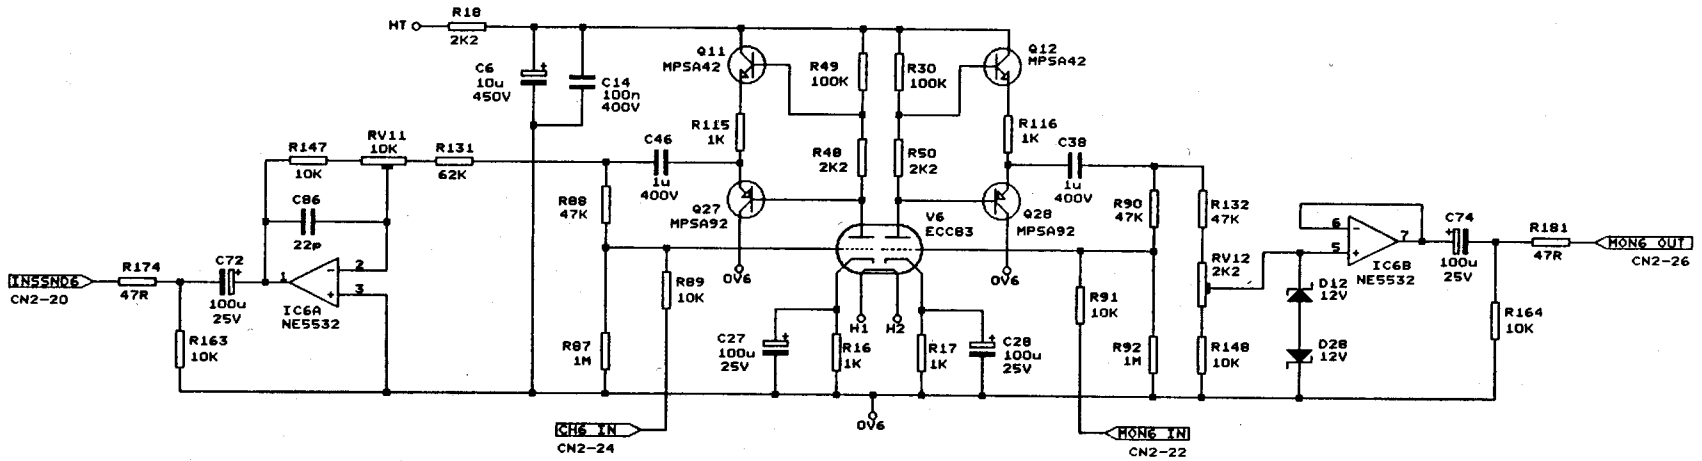 HT
R18
2K2
C6
10u
450V
C14
100n
400V
Q11
MPSA42
R49
100K
R30
100K
Q12
MPSA42
R115
1K
R116
1K
R147
10K
RV11
10K
R131
62K
C46
1u
400V
R48
2K2
R50
2K2
C38
1u
400V
C86
22p
R88
47K
Q27
MPSA92
V6
ECC83
Q28
MPSA92
R90
47K
R132
47K
INSSND6
CN2-20
R174
47R
C72
100u
25V
+
1
2
3
-
+
IC6A
NE5532
R163
10K
R89
10K
0V6
0V6
R91
10K
RV12
2K2
6
5
7
-
+
IC6B
NE5532
C74
100u
25V
+
R181
47R
MON6 OUT
CN2-26
D12
12V
R164
10K
H1
H2
R87
1M
C27
100u
25V
+
R16
1K
R17
1K
C28
100u
25V
+
R92
1M
R148
10K
D28
12V
0V6
CH6 IN
CN2-24
MON6 IN
CN2-22